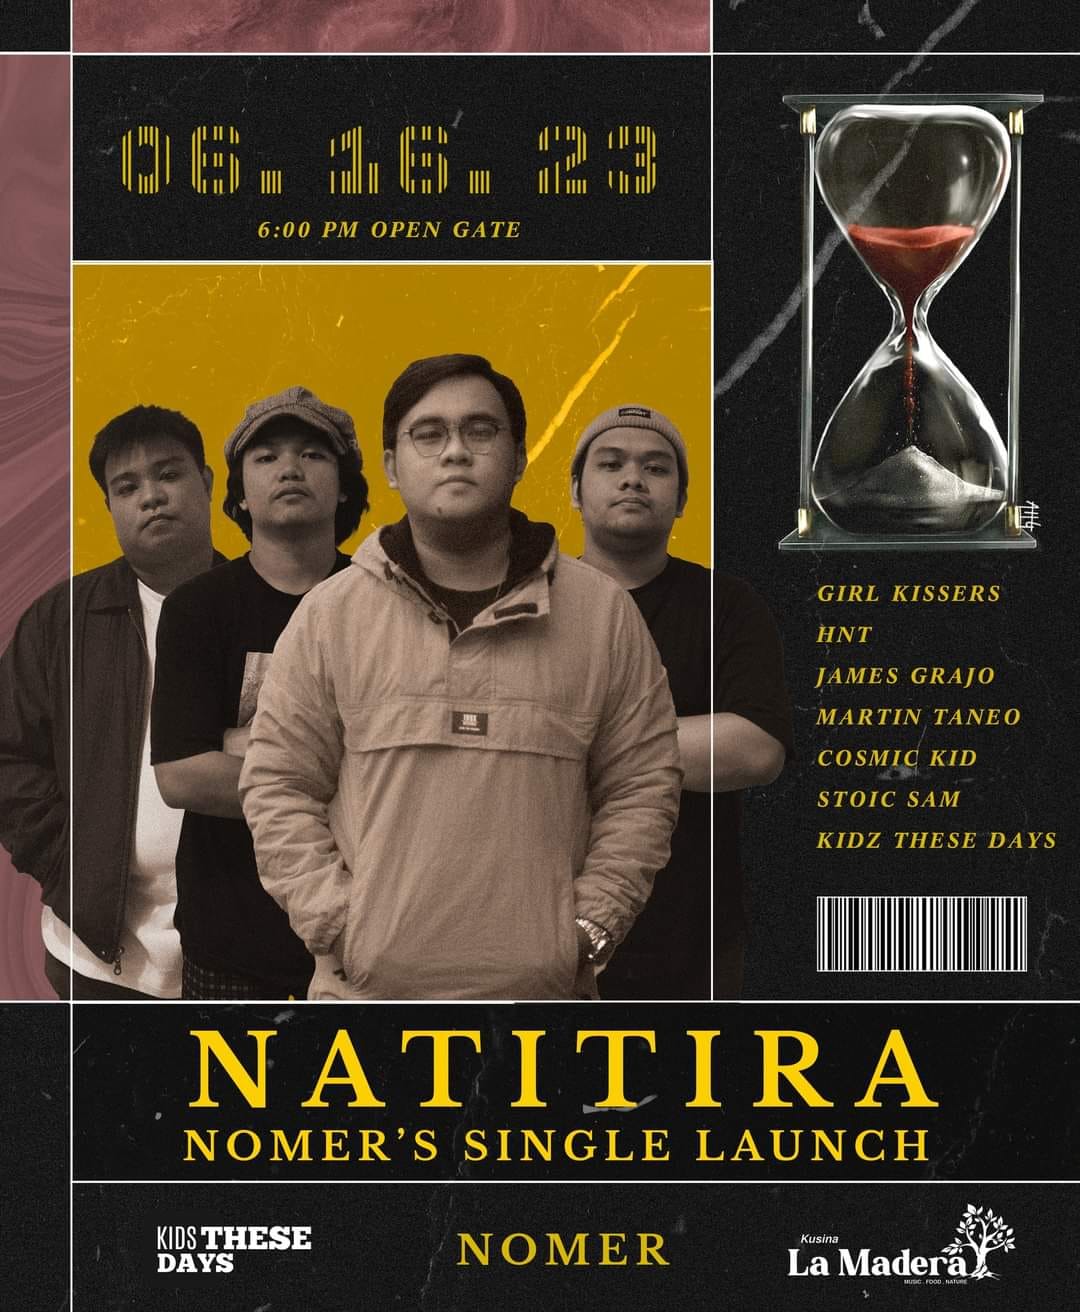 06. 16. 23
6:00 PM OPEN GATE
GIRL KISSERS
HNT
JAMES GRAJO
MARTIN TANEO
COSMIC KID
STOIC SAM
KIDZ THESE DAYS
NATITIRA
NOMER’S SINGLE LAUNCH
KIDS THESE
DAYS
NOMER
Kusina
La Madera
MUSIC . FOOD . NATURE